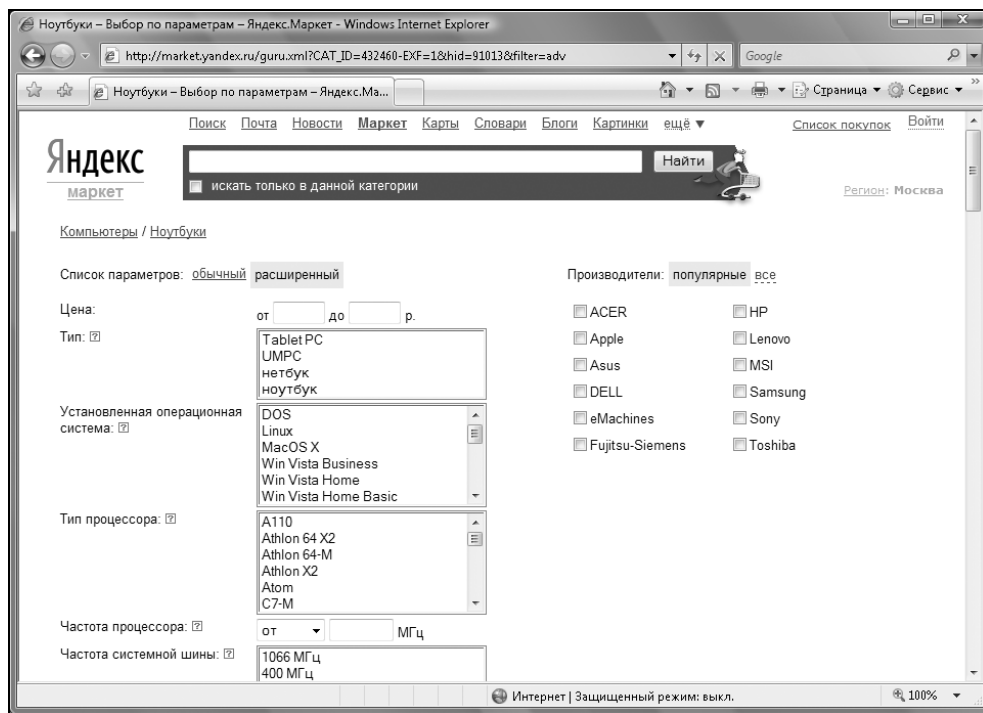 Ноутбуки – Выбор по параметрам – Яндекс.Маркет - Windows Internet Explorer
http://market.yandex.ru/guru.xml?CAT_ID=432460-EXF=1&hid=91013&filter=adv
Google
Ноутбуки – Выбор по параметрам – Яндекс.Ма...
Страница Сервис
Поиск Почта Новости Маркет Карты Словари Блоги Картинки ещё ▼ Список покупок Войти
Яндекс
маркет
Найти
искать только в данной категории
Регион: Москва
Компьютеры / Ноутбуки
Список параметров: обычный расширенный
Производители: популярные все
Цена: от до р.
Тип: ?
Tablet PC
UMPC
нетбук
ноутбук
Установленная операционная система: ?
DOS
Linux
MacOS X
Win Vista Business
Win Vista Home
Win Vista Home Basic
Тип процессора: ?
A110
Athlon 64 X2
Athlon 64-M
Athlon X2
Atom
C7-M
Частота процессора: ? от МГц
Частота системной шины: ?
1066 МГц
400 МГц
ACER
Apple
Asus
DELL
eMachines
Fujitsu-Siemens
HP
Lenovo
MSI
Samsung
Sony
Toshiba
Интернет | Защищенный режим: выкл.
100%